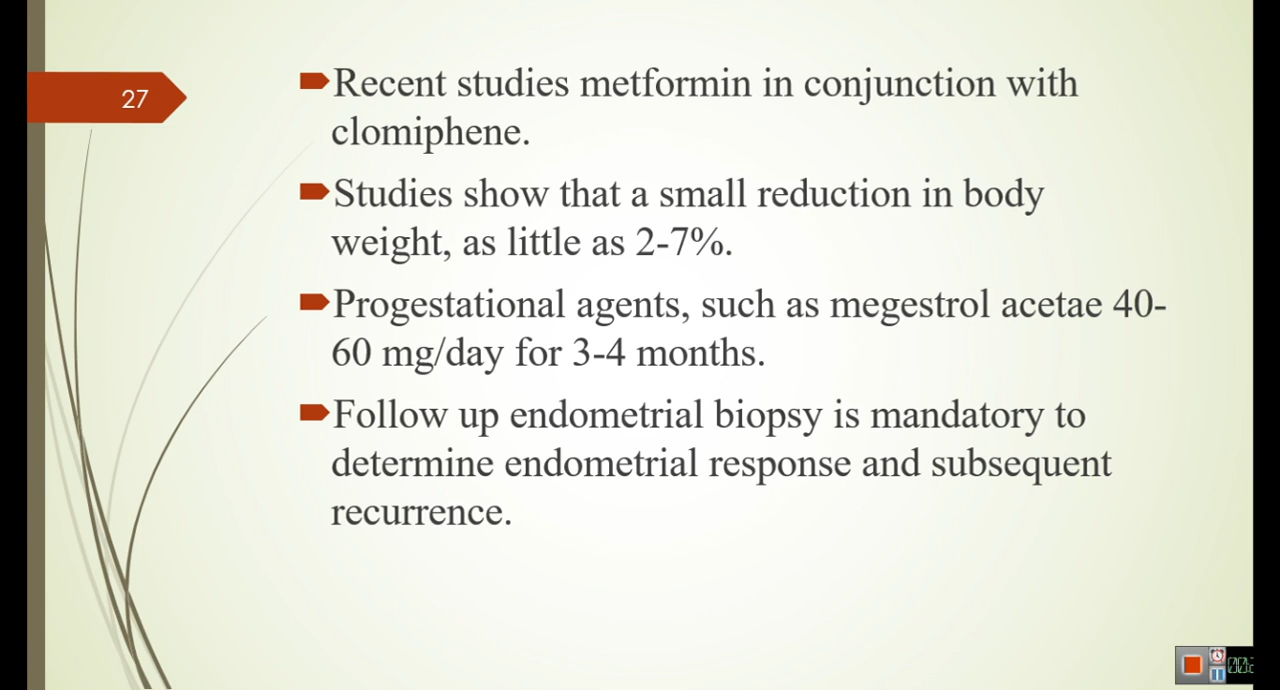 27
Recent studies metformin in conjunction with
clomiphene.
Studies show that a small reduction in body
weight, as little as 2-7%.
Progestational agents, such as megestrol acetae 40-
60 mg/day for 3-4 months.
Follow up endometrial biopsy is mandatory to
determine endometrial response and subsequent
recurrence.